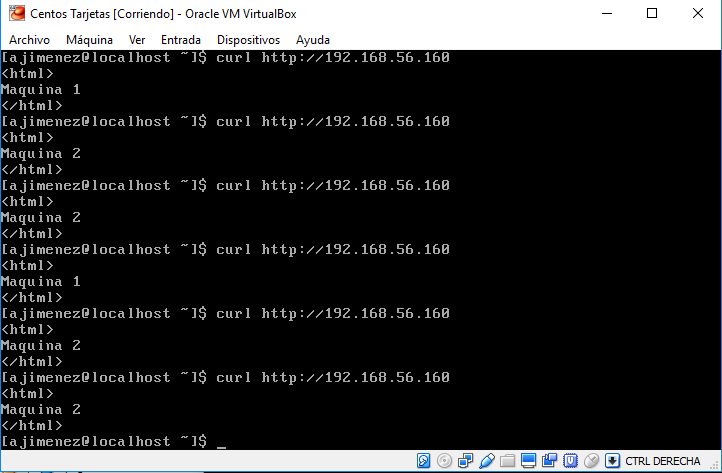 Centos Tarjetas [Corriendo] - Oracle VM VirtualBox
Archivo Máquina Ver Entrada Dispositivos Ayuda
[ajimenez@localhost ~]$ curl http://192.168.56.160
<html>
Maquina 1
</html>
[ajimenez@localhost ~]$ curl http://192.168.56.160
<html>
Maquina 2
</html>
[ajimenez@localhost ~]$ curl http://192.168.56.160
<html>
Maquina 2
</html>
[ajimenez@localhost ~]$ curl http://192.168.56.160
<html>
Maquina 1
</html>
[ajimenez@localhost ~]$ curl http://192.168.56.160
<html>
Maquina 2
</html>
[ajimenez@localhost ~]$ curl http://192.168.56.160
<html>
Maquina 2
</html>
[ajimenez@localhost ~]$ _
CTRL DERECHA